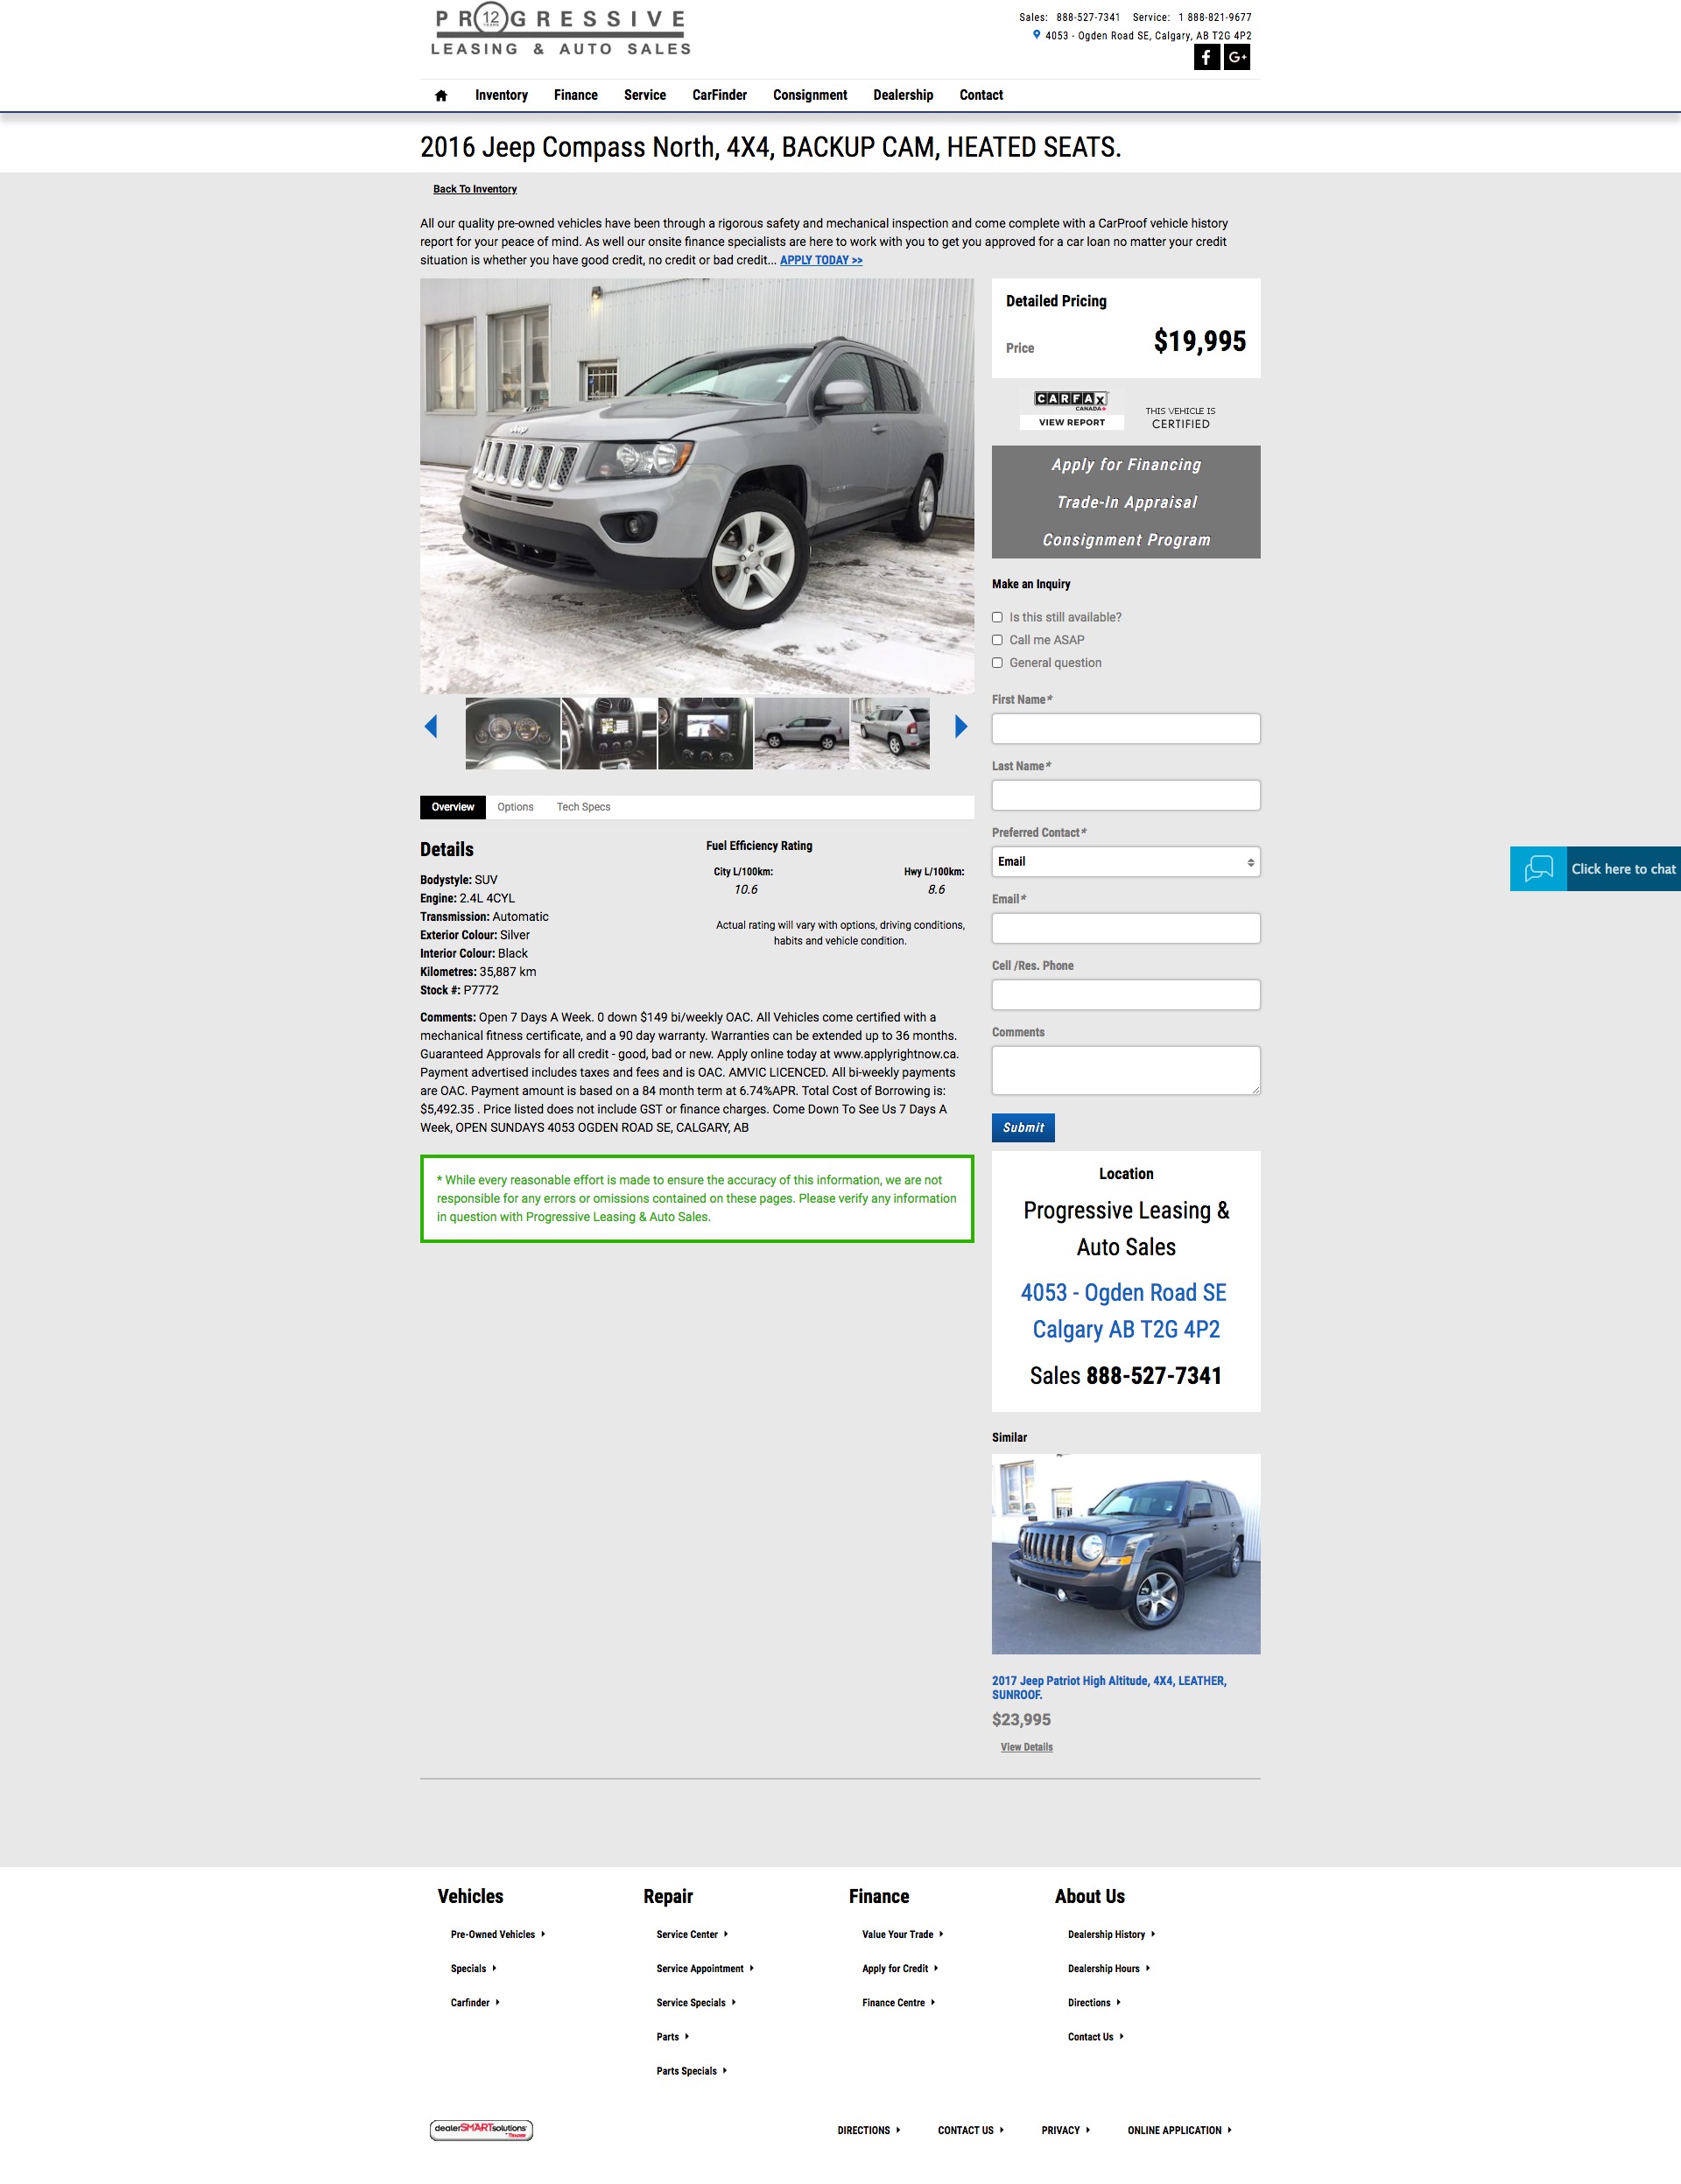 PR12GRESSIVE
LEASING & AUTO SALES
Sales: 888-527-7341 Service: 1 888-821-9677
4053 - Ogden Road SE, Calgary, AB T2G 4P2
f G+
Inventory Finance Service CarFinder Consignment Dealership Contact
2016 Jeep Compass North, 4X4, BACKUP CAM, HEATED SEATS.
Back To Inventory
All our quality pre-owned vehicles have been through a rigorous safety and mechanical inspection and come complete with a CarProof vehicle history
report for your peace of mind. As well our onsite finance specialists are here to work with you to get you approved for a car loan no matter your credit
situation is whether you have good credit, no credit or bad credit... APPLY TODAY >>
Jeep
Detailed Pricing
Price $19,995
CARFAX
CANADA
VIEW REPORT
THIS VEHICLE IS
CERTIFIED
Apply for Financing
Trade-In Appraisal
Consignment Program
Make an Inquiry
Is this still available?
Call me ASAP
General question
First Name*
Last Name*
Preferred Contact*
Email
Email*
Cell /Res. Phone
Comments
Submit
Overview Options Tech Specs
Details
Bodystyle: SUV
Engine: 2.4L 4CYL
Transmission: Automatic
Exterior Colour: Silver
Interior Colour: Black
Kilometres: 35,887 km
Stock #: P7772
Fuel Efficiency Rating
City L/100km: Hwy L/100km:
10.6 8.6
Actual rating will vary with options, driving conditions,
habits and vehicle condition.
Comments: Open 7 Days A Week. 0 down $149 bi/weekly OAC. All Vehicles come certified with a
mechanical fitness certificate, and a 90 day warranty. Warranties can be extended up to 36 months.
Guaranteed Approvals for all credit - good, bad or new. Apply online today at www.applyrightnow.ca.
Payment advertised includes taxes and fees and is OAC. AMVIC LICENCED. All bi-weekly payments
are OAC. Payment amount is based on a 84 month term at 6.74%APR. Total Cost of Borrowing is:
$5,492.35 . Price listed does not include GST or finance charges. Come Down To See Us 7 Days A
Week, OPEN SUNDAYS 4053 OGDEN ROAD SE, CALGARY, AB
* While every reasonable effort is made to ensure the accuracy of this information, we are not
responsible for any errors or omissions contained on these pages. Please verify any information
in question with Progressive Leasing & Auto Sales.
Click here to chat
Location
Progressive Leasing &
Auto Sales
4053 - Ogden Road SE
Calgary AB T2G 4P2
Sales 888-527-7341
Similar
2017 Jeep Patriot High Altitude, 4X4, LEATHER,
SUNROOF.
$23,995
View Details
Vehicles
Pre-Owned Vehicles
Specials
Carfinder
Repair
Service Center
Service Appointment
Service Specials
Parts
Parts Specials
Finance
Value Your Trade
Apply for Credit
Finance Centre
About Us
Dealership History
Dealership Hours
Directions
Contact Us
dealerSMARTsolutions
DIRECTIONS CONTACT US PRIVACY ONLINE APPLICATION